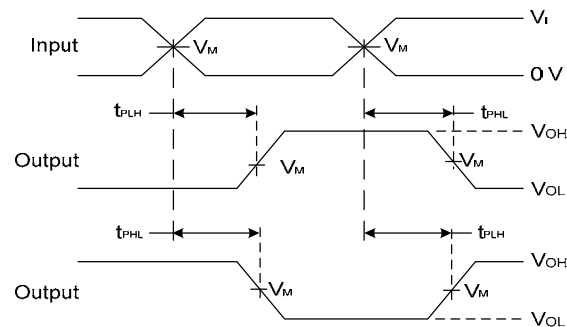 VI
Input VM VM
0 V
tPLH tPHL
VOH
Output VM VM
VOL
tPHL tPLH
VOH
Output VM VM
VOL